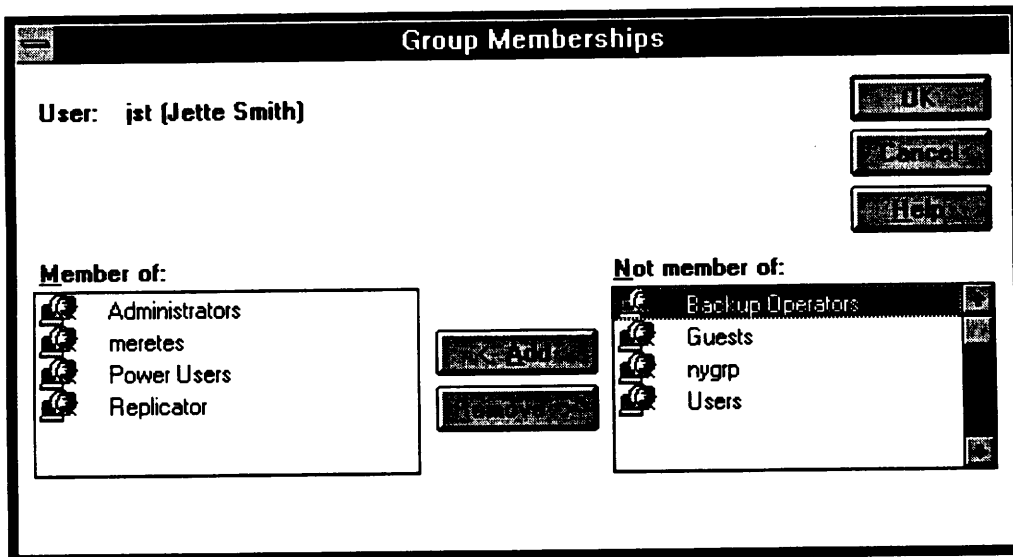 Group Memberships
User: jst (Jette Smith)
OK
Cancel
Help
Member of:
Administrators
meretes
Power Users
Replicator
<- Add
Remove ->
Not member of:
Backup Operators
Guests
nygrp
Users